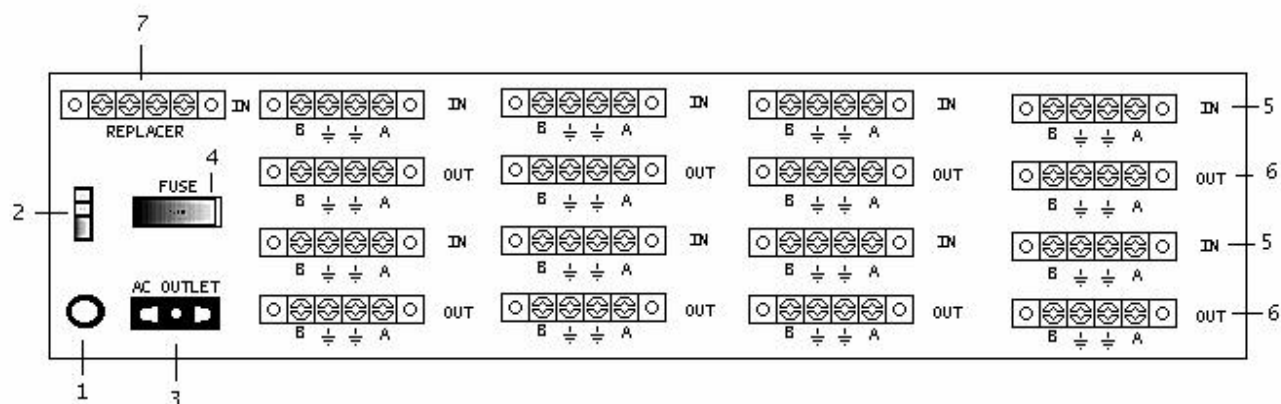 7
IN IN IN IN IN 5
REPLACER B ⏚ ⏚ A B ⏚ ⏚ A B ⏚ ⏚ A B ⏚ ⏚ A
4
FUSE OUT OUT OUT OUT 6
2 B ⏚ ⏚ A B ⏚ ⏚ A B ⏚ ⏚ A B ⏚ ⏚ A
IN IN IN IN 5
B ⏚ ⏚ A B ⏚ ⏚ A B ⏚ ⏚ A B ⏚ ⏚ A
AC OUTLET
OUT OUT OUT OUT 6
B ⏚ ⏚ A B ⏚ ⏚ A B ⏚ ⏚ A B ⏚ ⏚ A
1 3